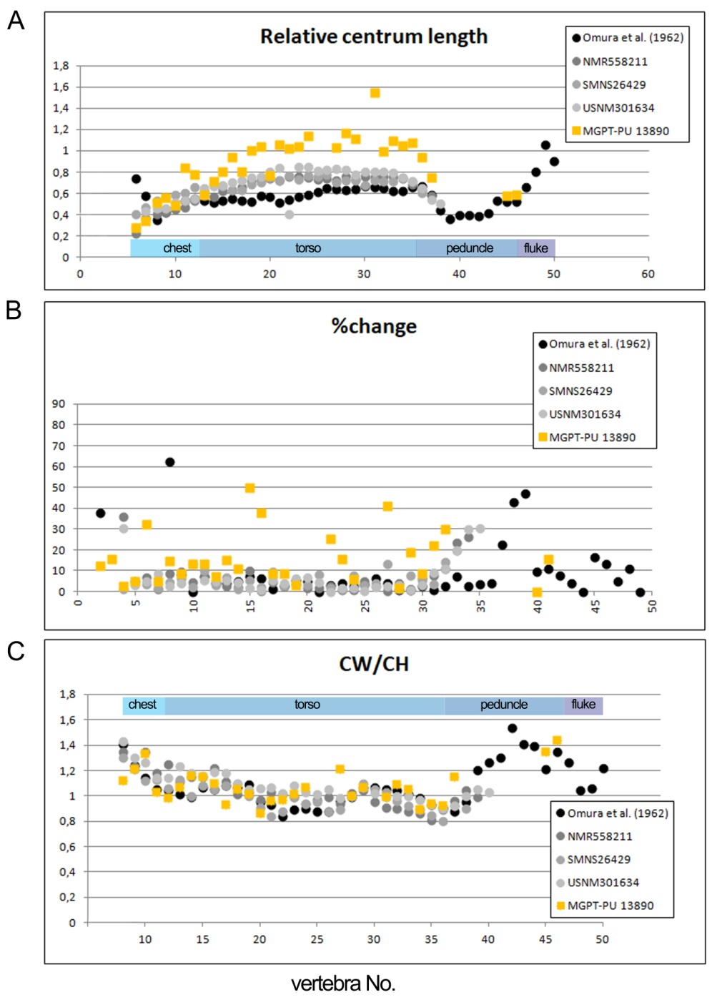 A
Relative centrum length
Omura et al. (1962)
NMR558211
SMNS26429
USNM301634
MGPT-PU 13890
1,8
1,6
1,4
1,2
1
0,8
0,6
0,4
0,2
0
chest torso peduncle fluke
0 10 20 30 40 50 60
B
%change
Omura et al. (1962)
NMR558211
SMNS26429
USNM301634
MGPT-PU 13890
90
80
70
60
50
40
30
20
10
0
0 5 10 15 20 25 30 35 40 45 50
C
CW/CH
1,8
1,6
1,4
1,2
1
0,8
0,6
0,4
0,2
0
chest torso peduncle fluke
Omura et al. (1962)
NMR558211
SMNS26429
USNM301634
MGPT-PU 13890
10 15 20 25 30 35 40 45 50
vertebra No.